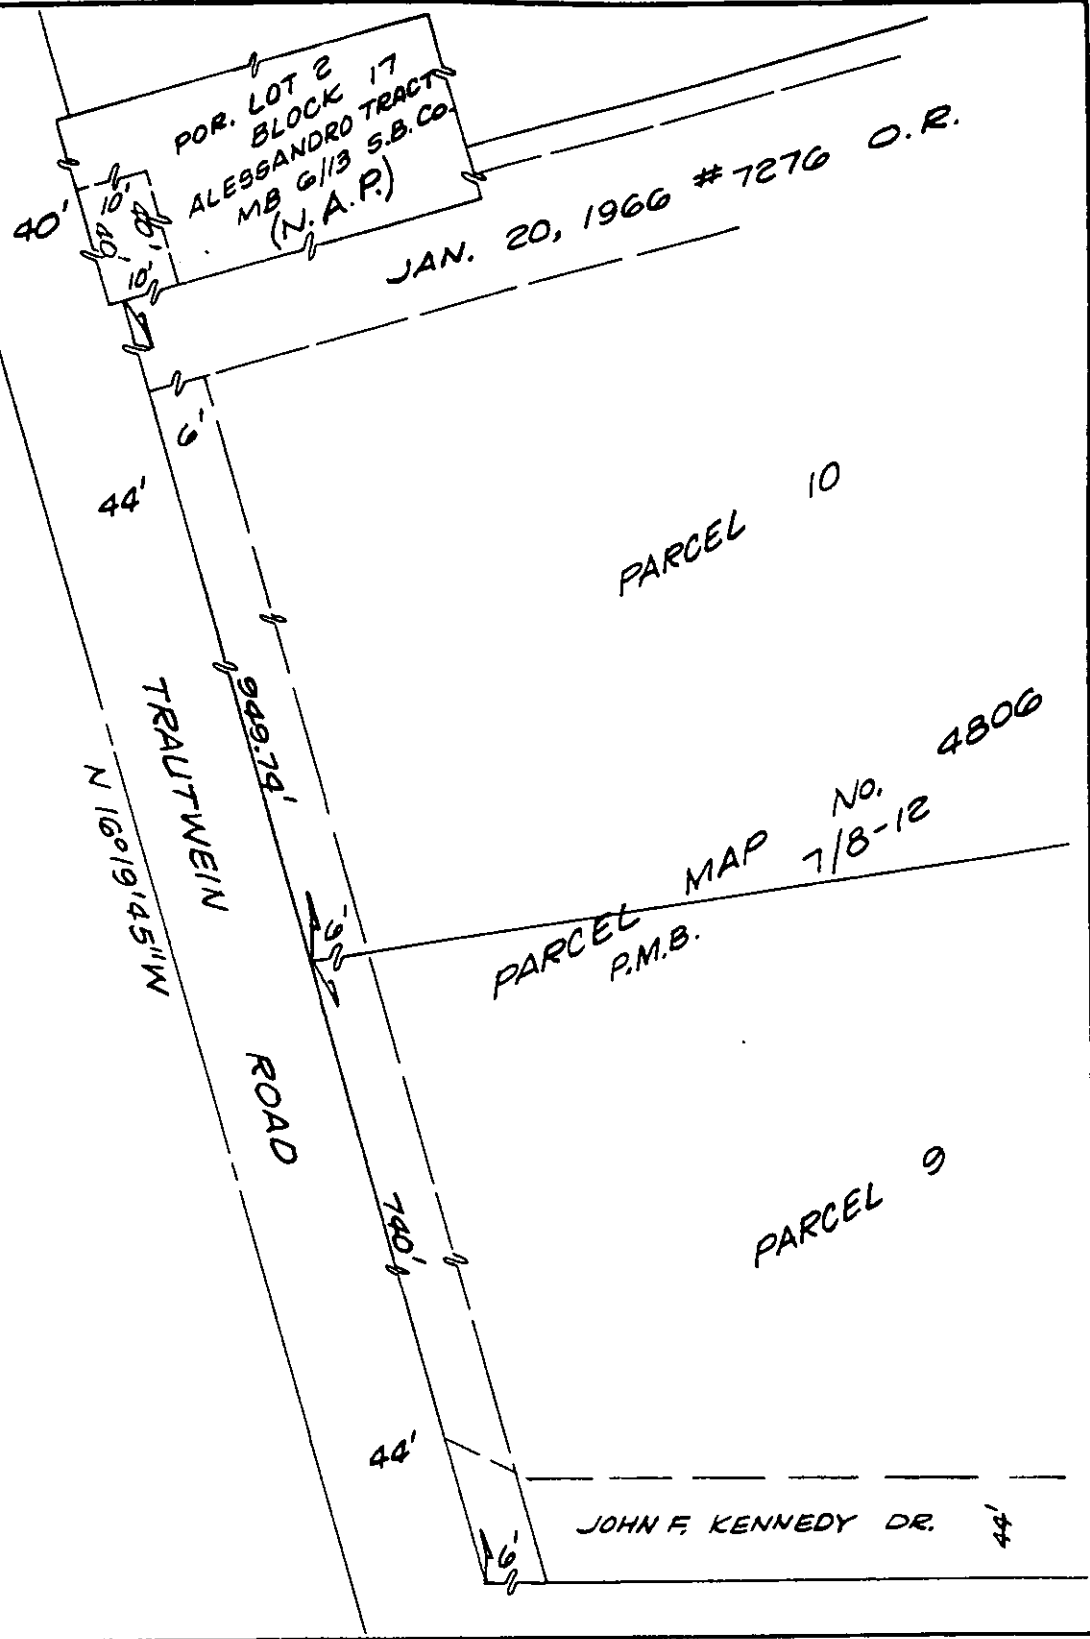 POR. LOT 2
BLOCK 17
ALESSANDRO TRACT
MB 6/13 S.B. Co.
(N.A.P.)
40'
10'
40'
40'
10'
JAN. 20, 1966 #7276 O.R.
6'
44'
PARCEL 10
949.74'
TRAUTWEIN ROAD
N 16°19'45"W
PARCEL MAP No. 4806
P.M.B. 7/8-12
6'
PARCEL 9
740'
44'
JOHN F. KENNEDY DR. 44'
6'